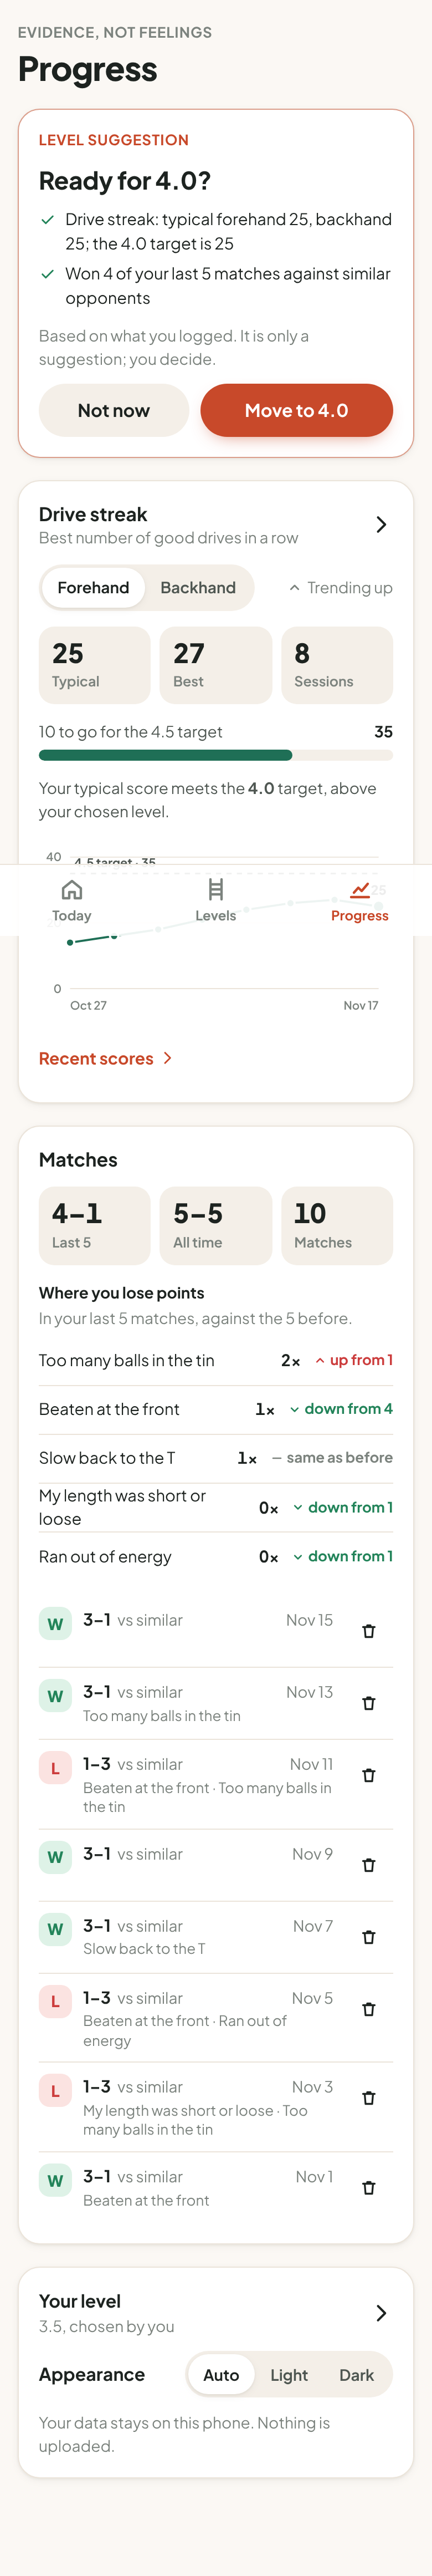 EVIDENCE, NOT FEELINGS
Progress
LEVEL SUGGESTION
Ready for 4.0?
Drive streak: typical forehand 25, backhand
25; the 4.0 target is 25
Won 4 of your last 5 matches against similar
opponents
Based on what you logged. It is only a
suggestion; you decide.
Not now
Move to 4.0
Drive streak
Best number of good drives in a row
Forehand
Backhand
Trending up
25
27
8
Typical
Best
Sessions
10 to go for the 4.5 target
35
Your typical score meets the 4.0 target, above
your chosen level.
40
4.5 target · 35
25
Today
Levels
Progress
0
Oct 27
Nov 17
Recent scores
Matches
4–1
5–5
10
Last 5
All time
Matches
Where you lose points
In your last 5 matches, against the 5 before.
Too many balls in the tin 2× up from 1
Beaten at the front 1× down from 4
Slow back to the T 1× – same as before
My length was short or
loose
0× down from 1
Ran out of energy 0× down from 1
W 3–1 vs similar Nov 15
W 3–1 vs similar Nov 13
Too many balls in the tin
L 1–3 vs similar Nov 11
Beaten at the front · Too many balls in
the tin
W 3–1 vs similar Nov 9
W 3–1 vs similar Nov 7
Slow back to the T
L 1–3 vs similar Nov 5
Beaten at the front · Ran out of
energy
L 1–3 vs similar Nov 3
My length was short or loose · Too
many balls in the tin
W 3–1 vs similar Nov 1
Beaten at the front
Your level
3.5, chosen by you
Appearance
Auto
Light
Dark
Your data stays on this phone. Nothing is
uploaded.